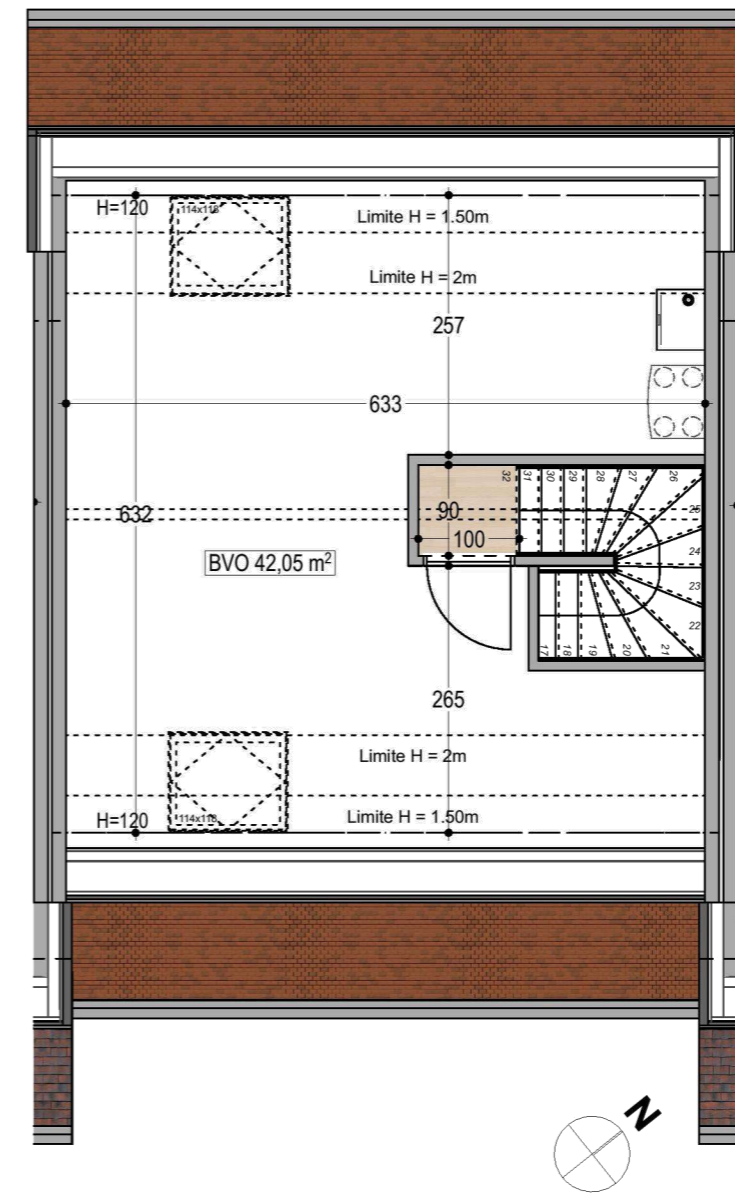 H=120
114x118
Limite H = 1.50m
Limite H = 2m
257
633
32
31
30
29
28
27
26
25
24
23
22
21
20
19
18
17
632
90
100
BVO 42,05 m²
265
Limite H = 2m
H=120
114x118
Limite H = 1.50m
N